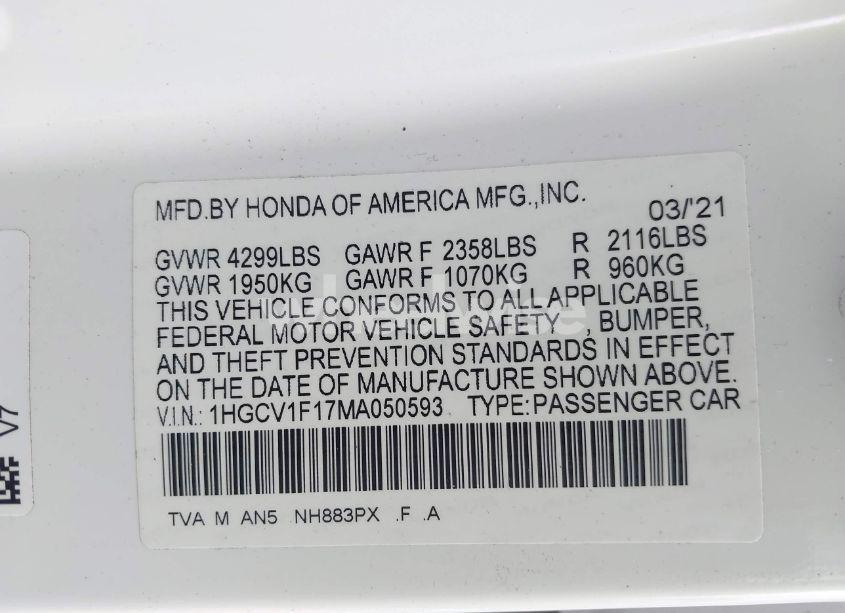 MFD.BY HONDA OF AMERICA MFG.,INC. 03/'21
GVWR 4299LBS GAWR F 2358LBS R 2116LBS
GVWR 1950KG GAWR F 1070KG R 960KG
THIS VEHICLE CONFORMS TO ALL APPLICABLE
FEDERAL MOTOR VEHICLE SAFETY , BUMPER,
AND THEFT PREVENTION STANDARDS IN EFFECT
ON THE DATE OF MANUFACTURE SHOWN ABOVE.
V.I.N.: 1HGCV1F17MA050593 TYPE:PASSENGER CAR
TVA M AN5 NH883PX .F .A
V7